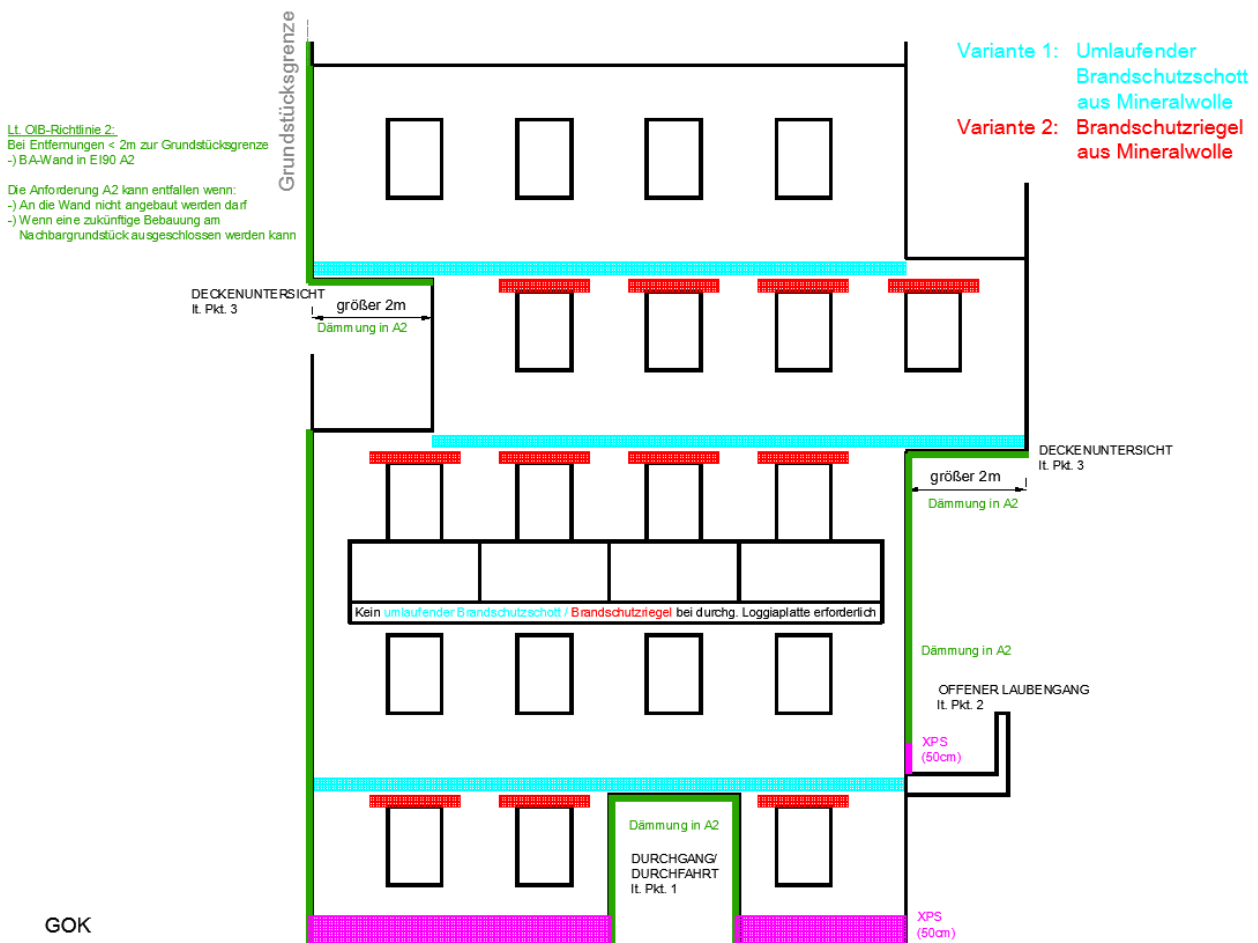 Grundstücksgrenze
Variante 1: Umlaufender
Brandschutzschott
aus Mineralwolle
Variante 2: Brandschutzriegel
aus Mineralwolle
Lt. OIB-Richtlinie 2:
Bei Entfernungen < 2m zur Grundstücksgrenze
-) BA-Wand in EI90 A2
Die Anforderung A2 kann entfallen wenn:
-) An die Wand nicht angebaut werden darf
-) Wenn eine zukünftige Bebauung am
Nachbargrundstück ausgeschlossen werden kann
DECKENUNTERSICHT
lt. Pkt. 3
größer 2m
Dämmung in A2
DECKENUNTERSICHT
lt. Pkt. 3
größer 2m
Dämmung in A2
Kein umlaufender Brandschutzschott / Brandschutzriegel bei durchg. Loggiaplatte erforderlich
Dämmung in A2
OFFENER LAUBENGANG
lt. Pkt. 2
XPS
(50cm)
Dämmung in A2
DURCHGANG/
DURCHFAHRT
lt. Pkt. 1
GOK
XPS
(50cm)